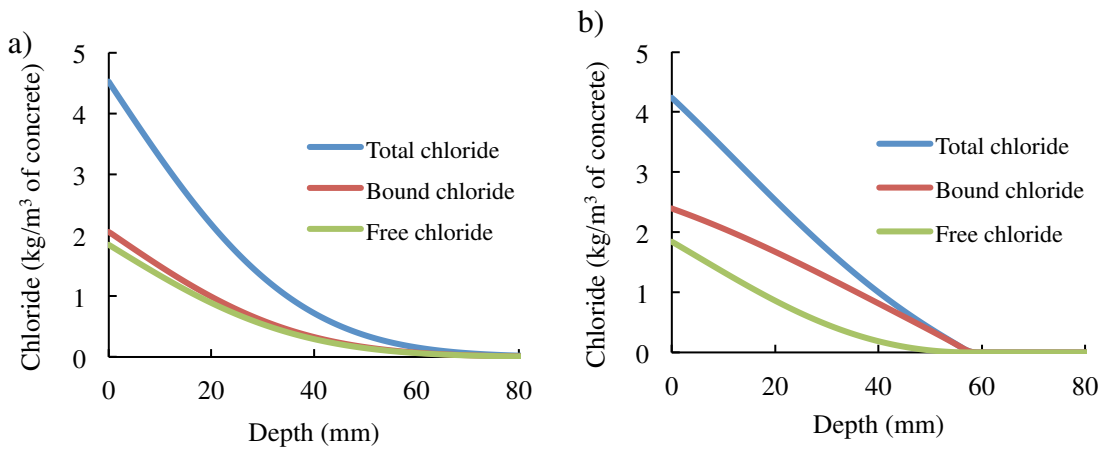 a)
Chloride (kg/m³ of concrete)
5
4
3
2
1
0
0 20 40 60 80
Depth (mm)
Total chloride
Bound chloride
Free chloride
b)
Chloride (kg/m³ of concrete)
5
4
3
2
1
0
0 20 40 60 80
Depth (mm)
Total chloride
Bound chloride
Free chloride